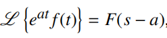 ℒ {e^{at} f(t)} = F(s − a),